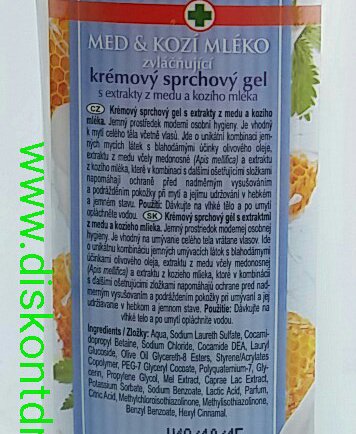 MED & KOZÍ MLÉKO
zvláčňující
krémový sprchový gel
s extrakty z medu a kozího mléka
CZ Krémový sprchový gel s extrakty z medu a kozího
mléka. Jemný prostředek moderní osobní hygieny. Je vhodný
k mytí celého těla včetně vlasů. Jde o unikátní kombinaci jem-
ných mycích látek s blahodárnými účinky olivového oleje,
extraktu z medu včely medonosné (Apis mellifica) a extraktu
z kozího mléka, které v kombinaci s dalšími ošetřujícími složkami
napomáhají ochraně před nadměrným vysušováním
a podrážděním pokožky při mytí a jejímu udržování v hebkém
a jemném stavu. Použití: Dávkujte na vlhké tělo a po umytí
opláchněte vodou. SK Krémový sprchový gel s extraktmi
z medu a kozieho mlieka. Jemný prostriedok modernej osobnej
hygieny. Je vhodný na umývanie celého tela vrátane vlasov. Ide
o unikátnu kombináciu jemných umývacích látok s blahodarnými
účinkami olivového oleja, extraktu z medu včely medonosnej
(Apis mellifica) a extraktu z kozieho mlieka, ktoré v kombinácii
s ďalšími ošetrujúcimi zložkami napomáhajú ochrane pred nad-
merným vysušovaním a podráždením pokožky pri umývaní a jej
udržiavanie v hebkom a jemnom stave. Použitie: Dávkujte na
vlhké telo a po umytí opláchnite vodou.
Ingredients / Zložky: Aqua, Sodium Laureth Sulfate, Cocami-
dopropyl Betaine, Sodium Chloride, Cocamide DEA, Lauryl
Glucoside, Olive Oil Glycereth-8 Esters, Styrene/Acrylates
Copolymer, PEG-7 Glyceryl Cocoate, Polyquaternium-7, Gly-
cerin, Propylene Glycol, Mel Extract, Caprae Lac Extract,
Potassium Sorbate, Sodium Benzoate, Lactic Acid, Parfum,
Citric Acid, Methylchloroisothiazolinone, Methylisothiazolinone,
Benzyl Benzoate, Hexyl Cinnamal.
www.diskontdr